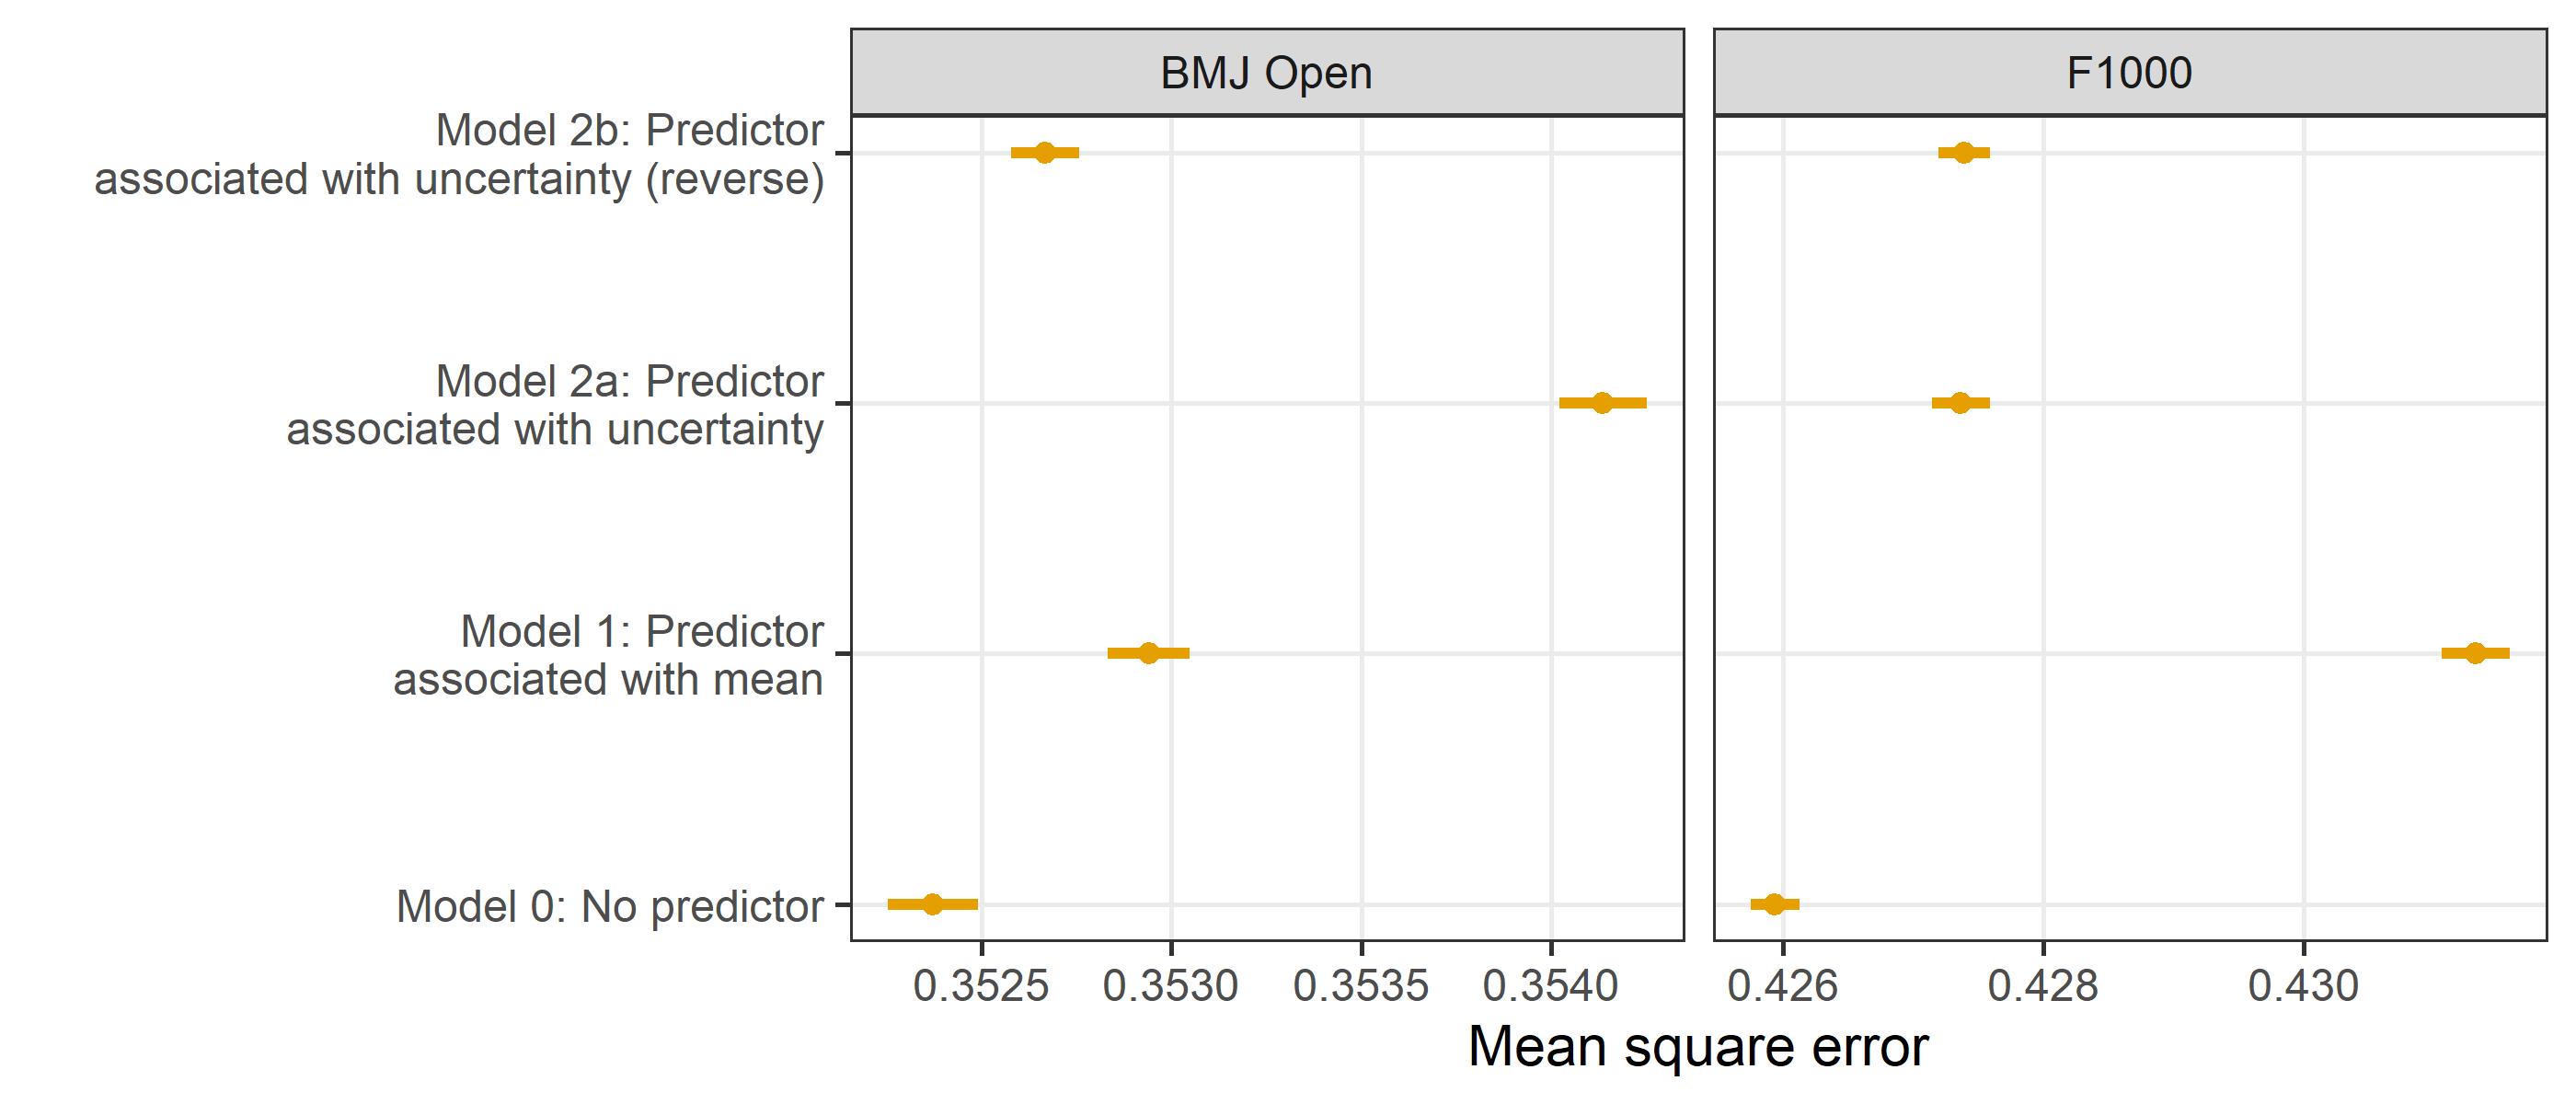 BMJ Open
F1000
Model 2b: Predictor
associated with uncertainty (reverse)
Model 2a: Predictor
associated with uncertainty
Model 1: Predictor
associated with mean
Model 0: No predictor
0.3525 0.3530 0.3535 0.3540
0.426 0.428 0.430
Mean square error